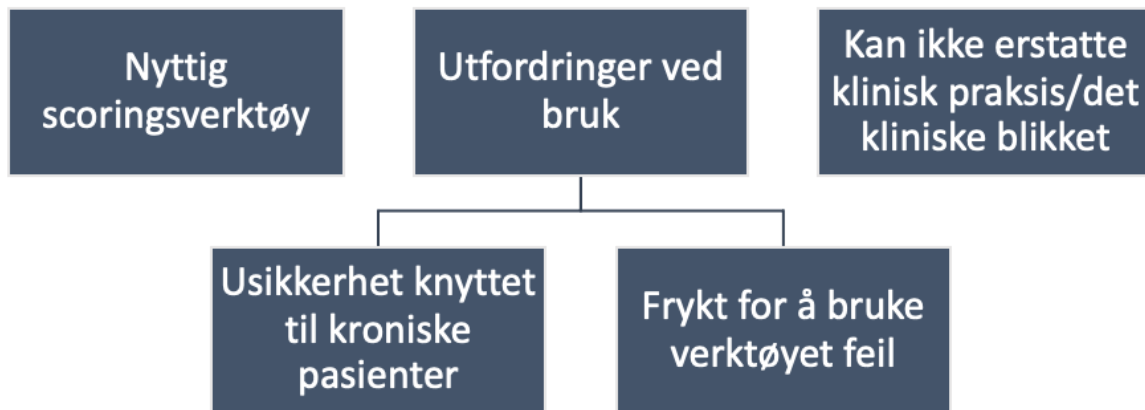 Nyttig
scoringsverktøy
Utfordringer ved
bruk
Kan ikke erstatte
klinisk praksis/det
kliniske blikket
Usikkerhet knyttet
til kroniske
pasienter
Frykt for å bruke
verktøyet feil